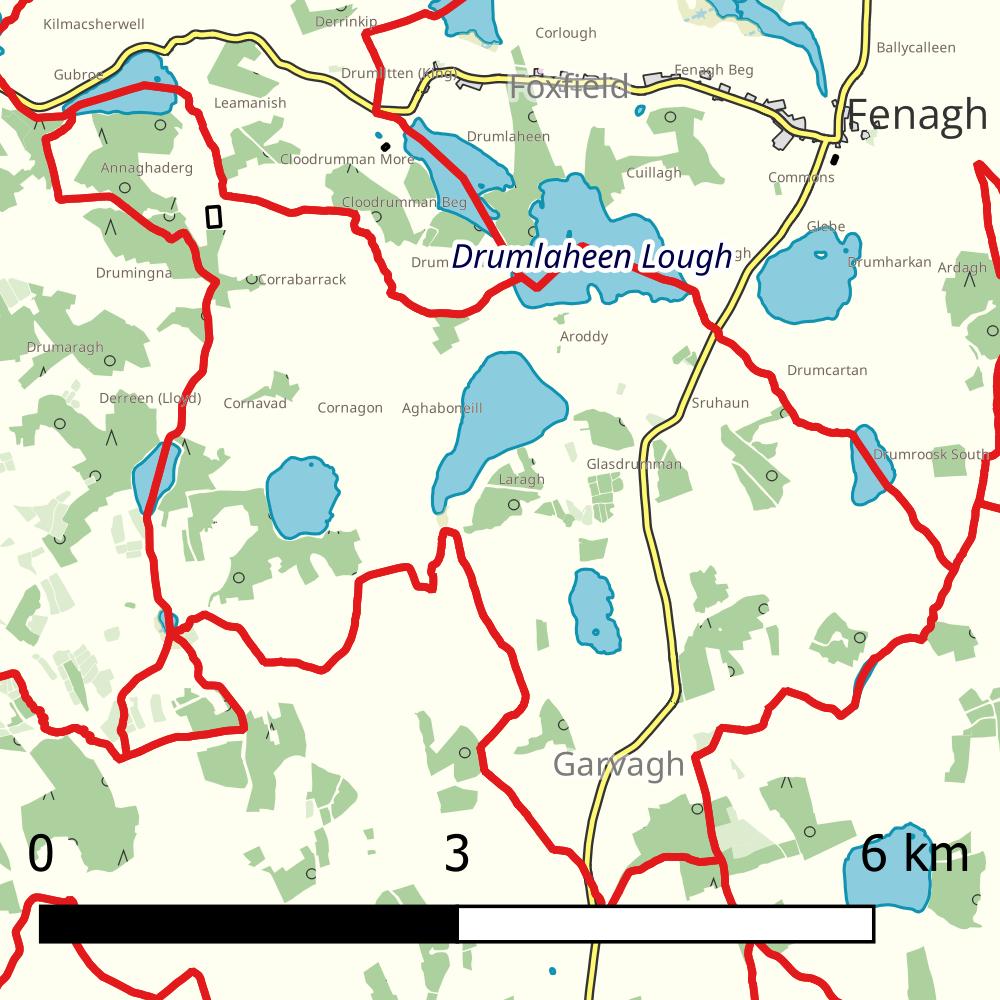 Kilmacsherwell
Derrinkip
Corlough
Ballycalleen
Gubroe
Drumlitten (King)
Fenagh Beg
Foxfield
Leamanish
Fenagh
Drumlaheen
Cloodrumman More
Annaghaderg
Cuillagh
Commons
Cloodrumman Beg
Glebe
Drumlaheen Lough
Drumharkan
Ardagh
Drumingna
Corrabarrack
Aroddy
Drumaragh
Drumcartan
Derreen (Lloyd)
Cornavad
Cornagon
Aghaboneill
Sruhaun
Drumroosk South
Glasdrumman
Laragh
Garvagh
0 3 6 km